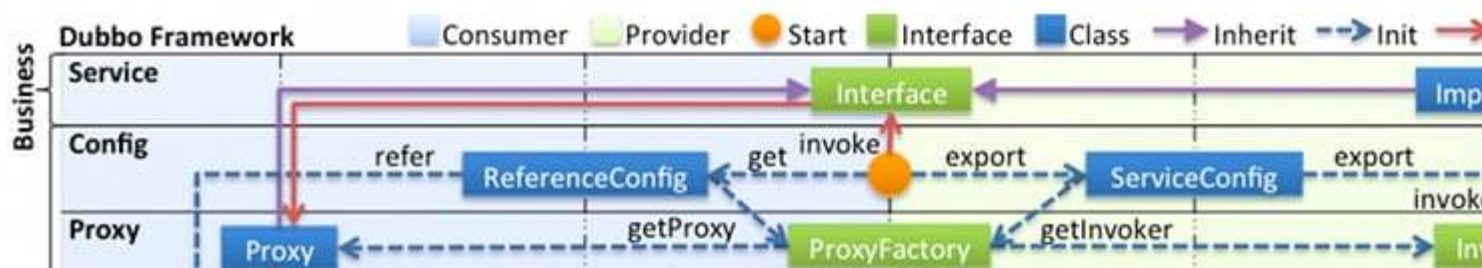 Dubbo Framework Consumer Provider Start Interface Class Inherit Init
Business
Service
Interface
Config
refer
ReferenceConfig
get
invoke
export
ServiceConfig
export
Proxy
Proxy
getProxy
ProxyFactory
getInvoker